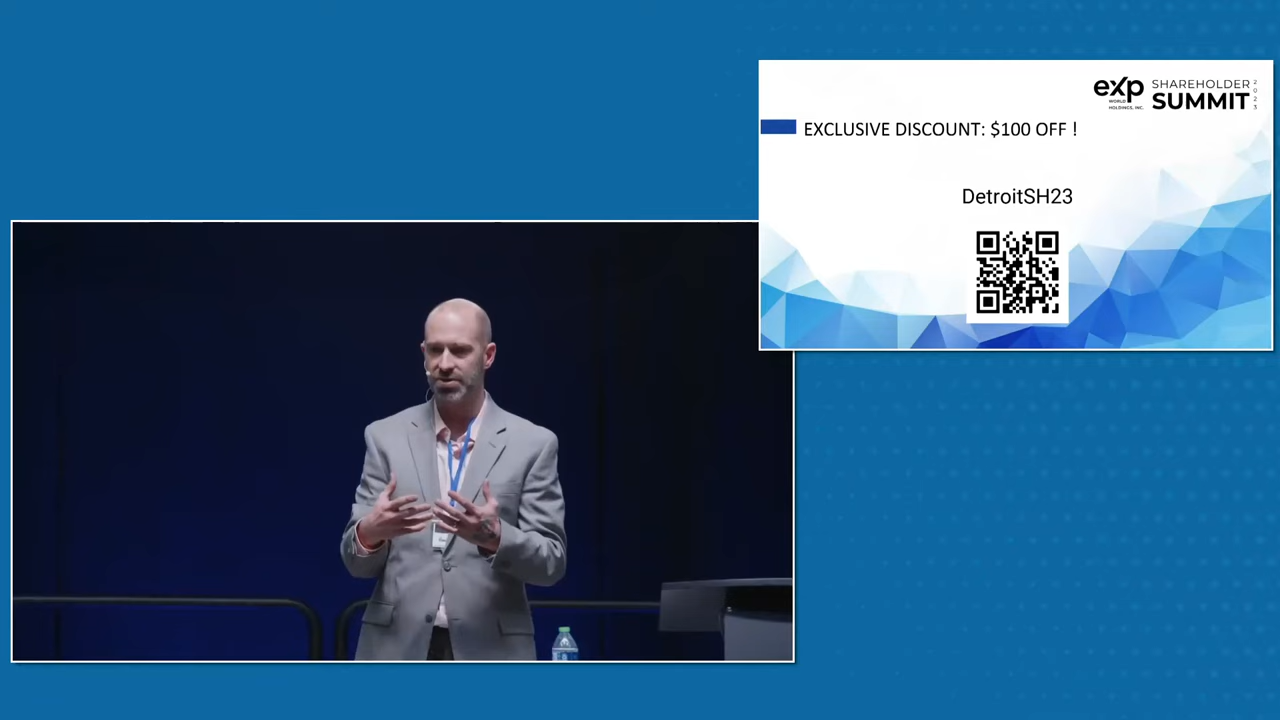 exp
WORLD
HOLDINGS, INC.
SHAREHOLDER
SUMMIT
2023
EXCLUSIVE DISCOUNT: $100 OFF !
DetroitSH23